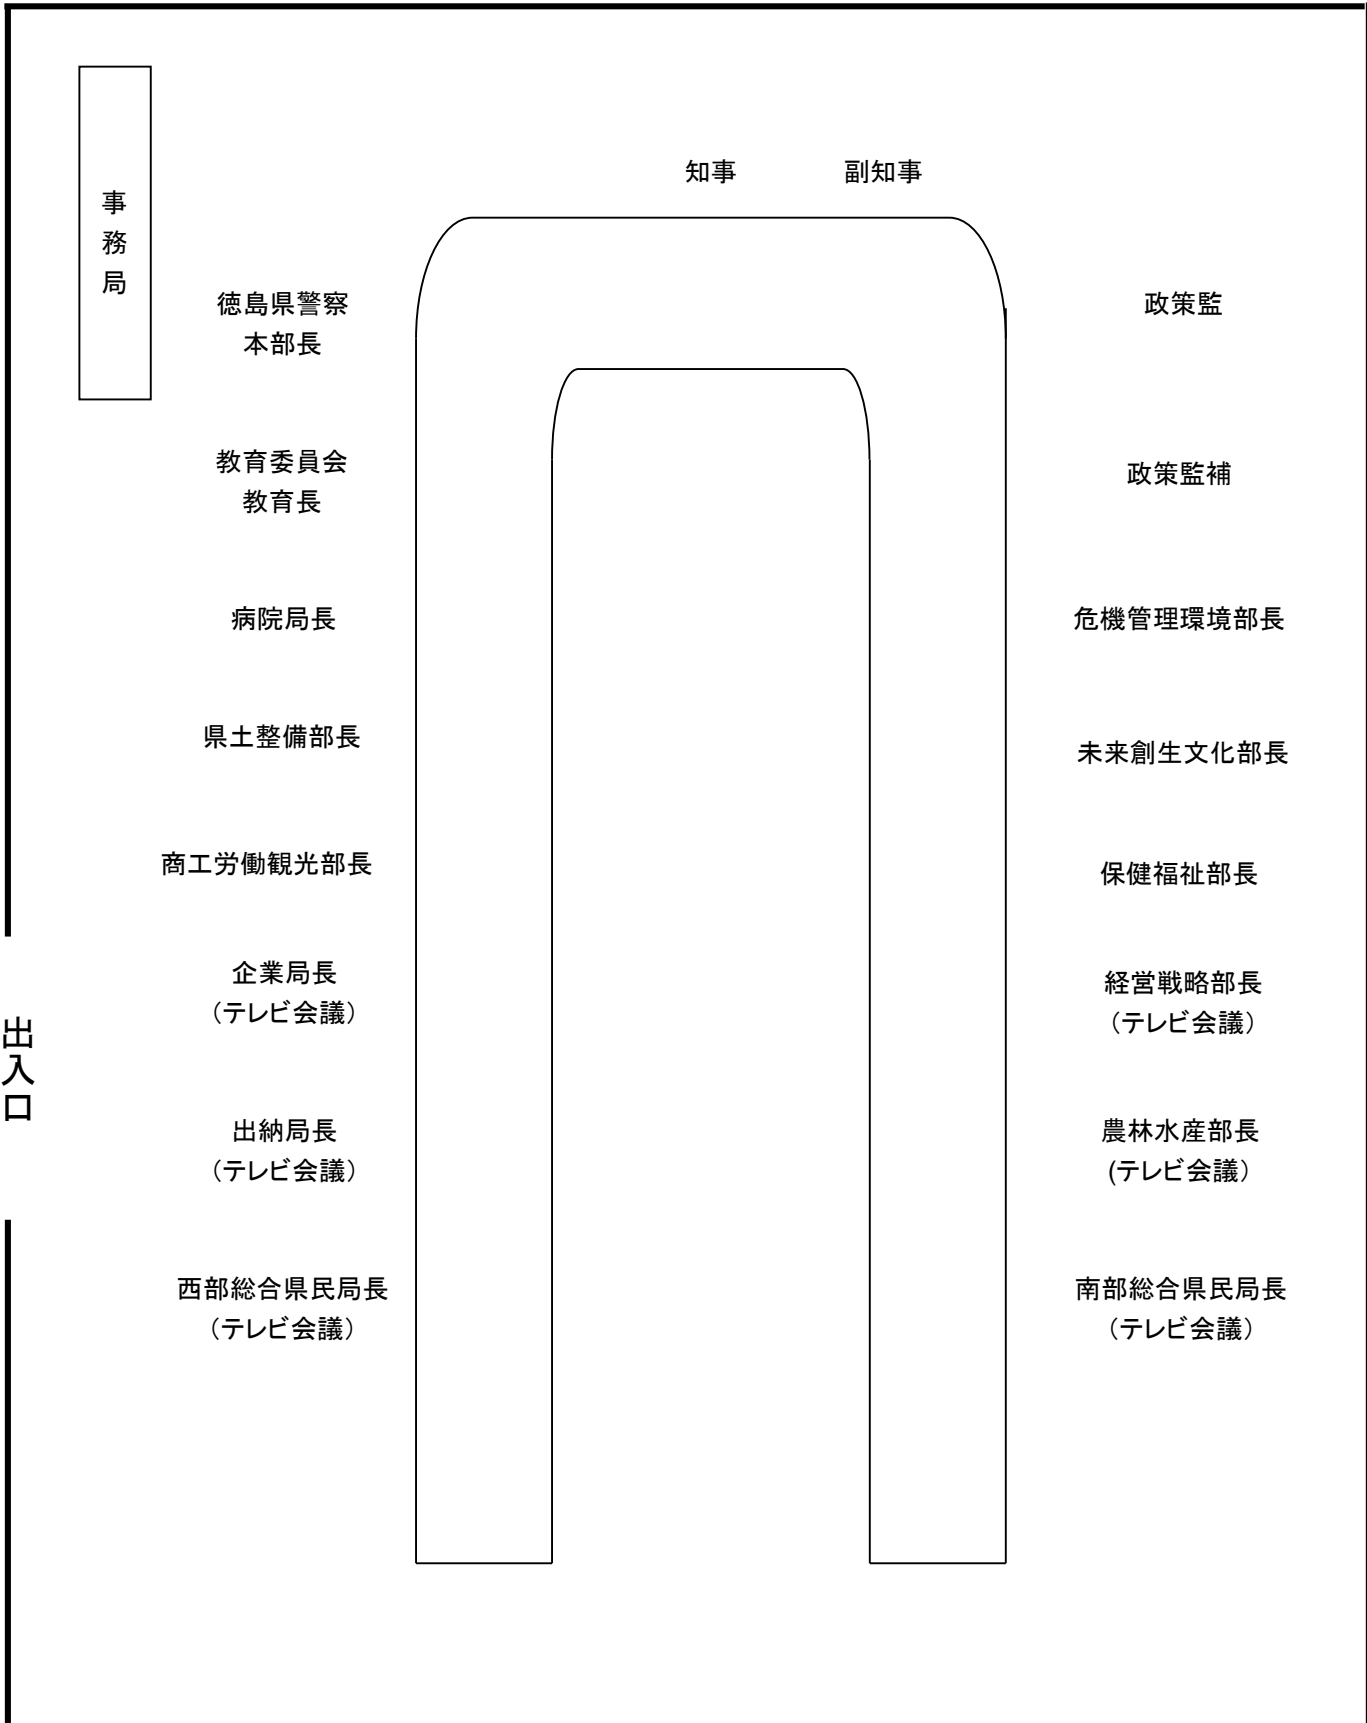 知事
副知事
事務局
徳島県警察
本部長
政策監
教育委員会
教育長
政策監補
病院局長
危機管理環境部長
県土整備部長
未来創生文化部長
商工労働観光部長
保健福祉部長
企業局長
（テレビ会議）
経営戦略部長
（テレビ会議）
出入口
出納局長
（テレビ会議）
農林水産部長
(テレビ会議）
西部総合県民局長
（テレビ会議）
南部総合県民局長
（テレビ会議）